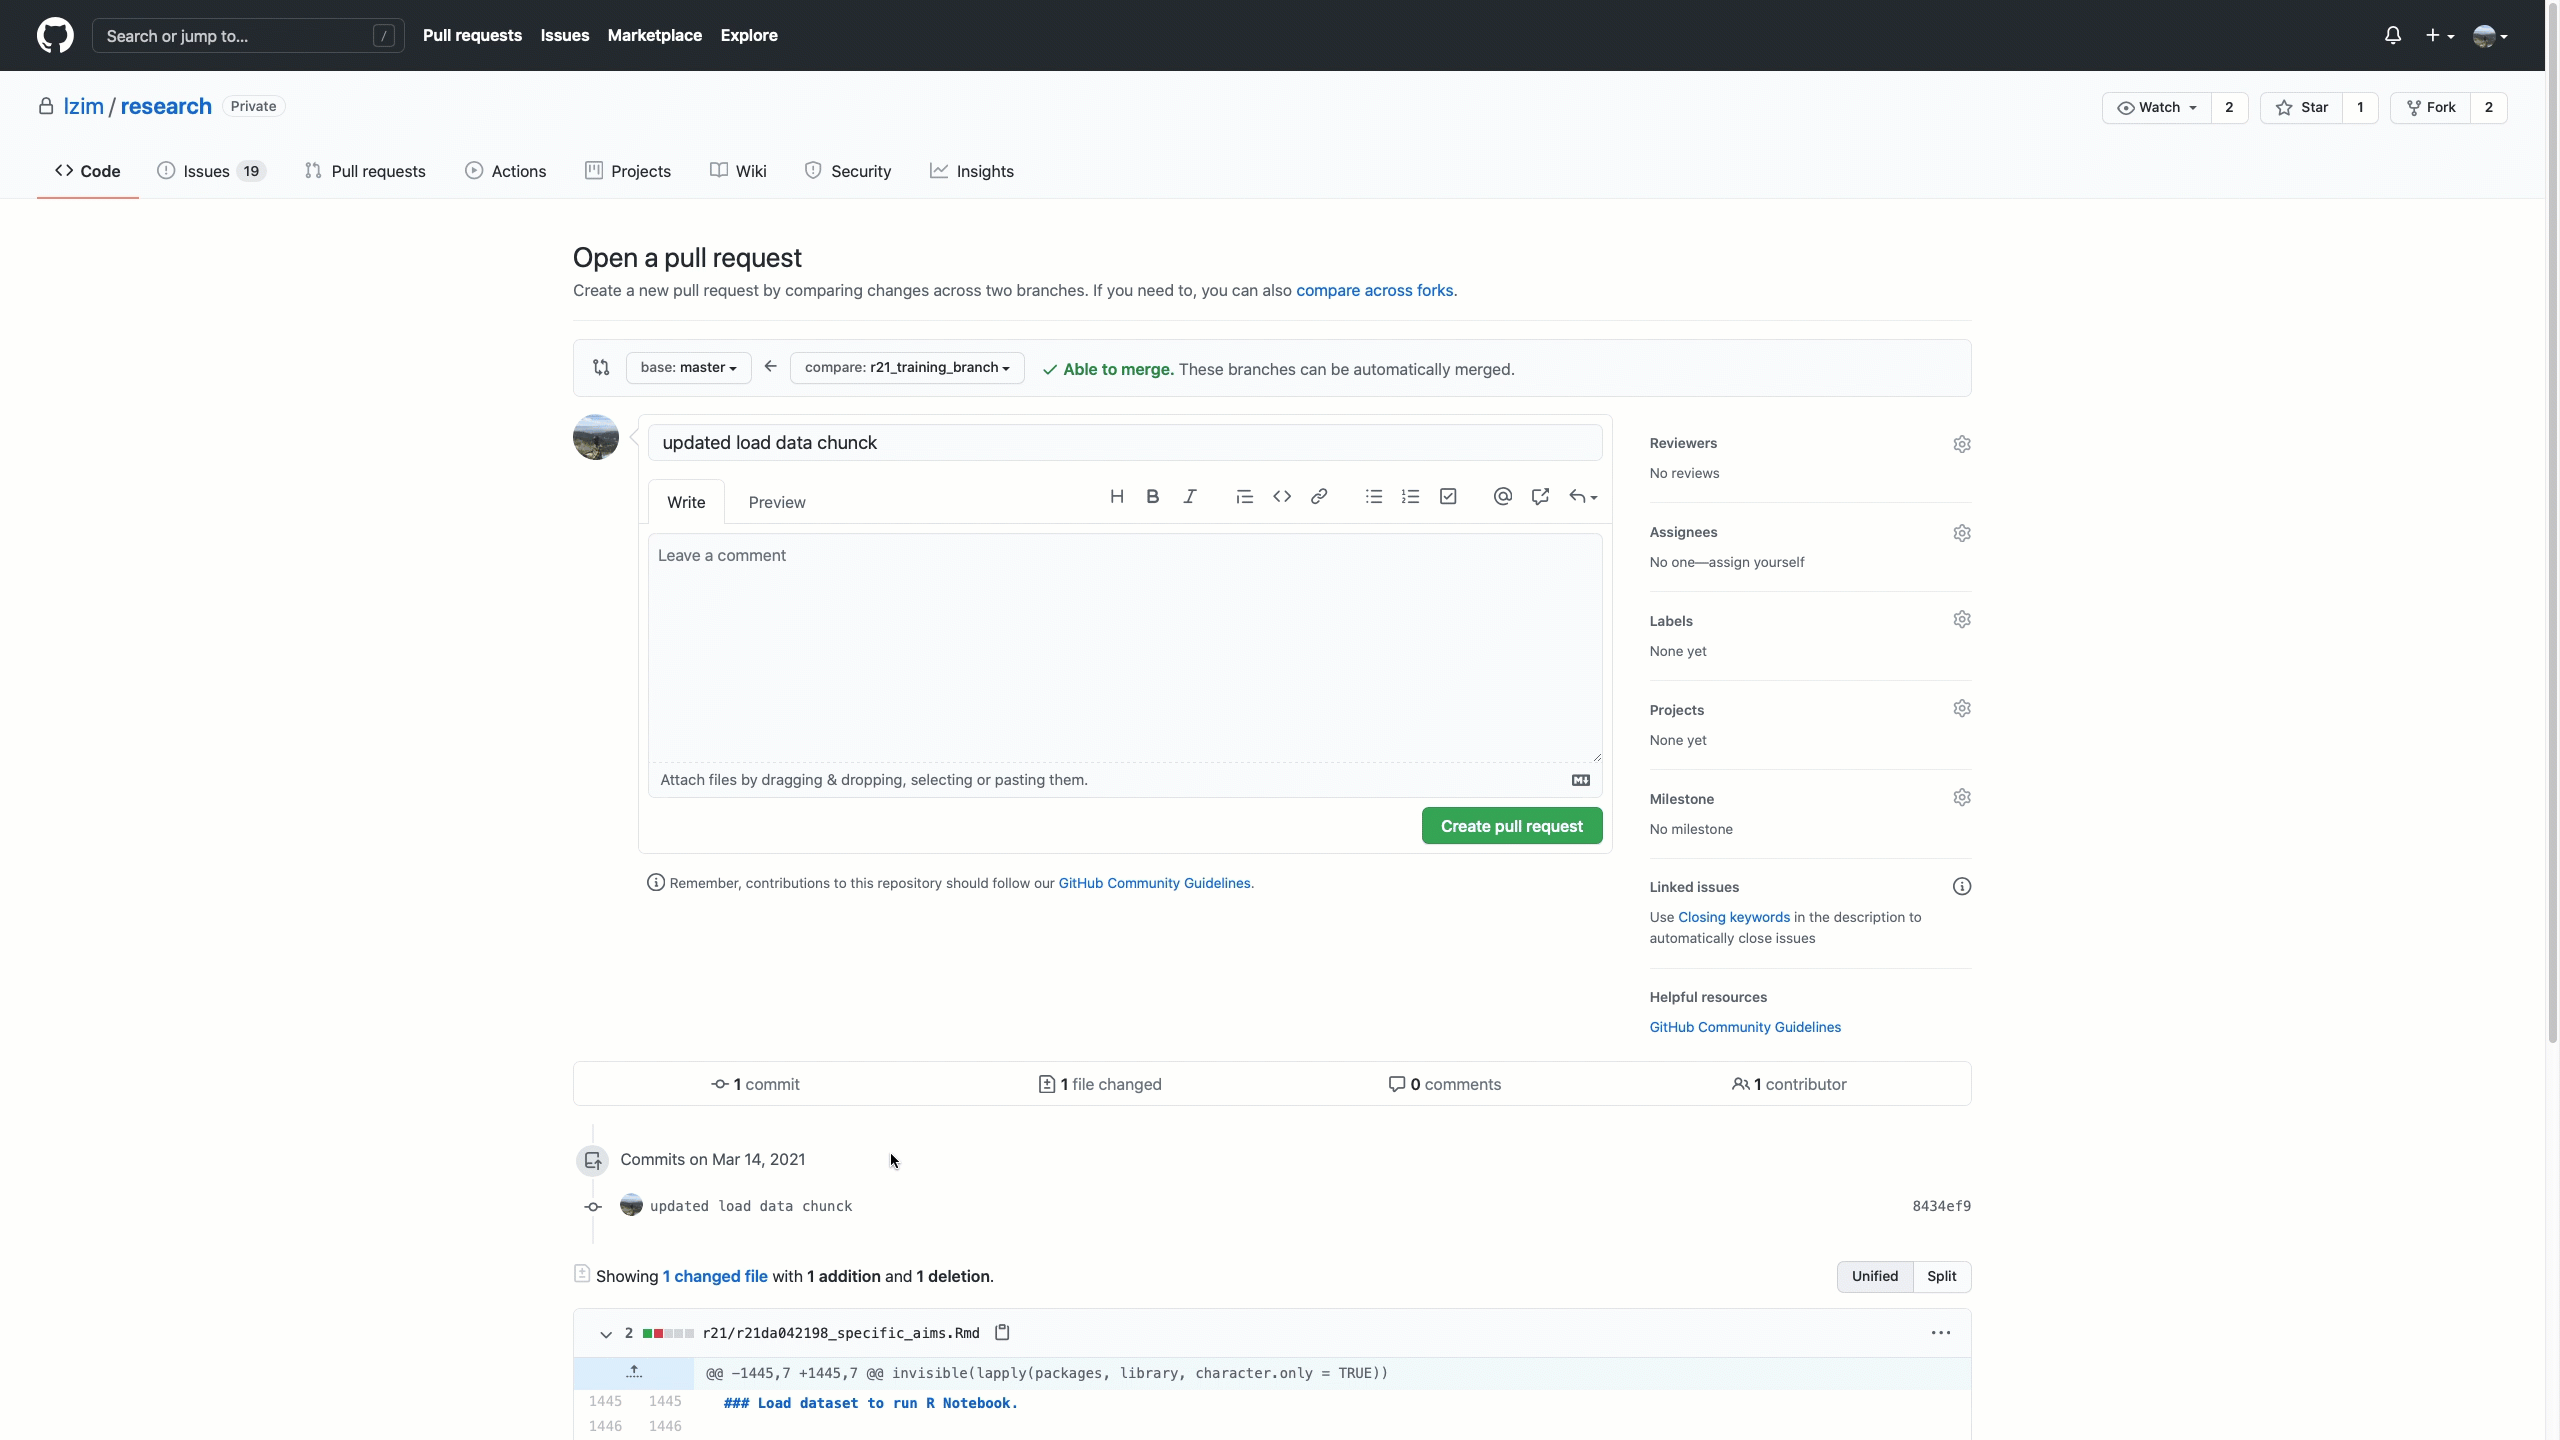 Search or jump to... /
Pull requests Issues Marketplace Explore
lzim / research Private
Watch 2 Star 1 Fork 2
Code Issues 19 Pull requests Actions Projects Wiki Security Insights
Open a pull request
Create a new pull request by comparing changes across two branches. If you need to, you can also compare across forks.
base: master compare: r21_training_branch Able to merge. These branches can be automatically merged.
updated load data chunck
Write Preview
Leave a comment
Attach files by dragging & dropping, selecting or pasting them.
Create pull request
Remember, contributions to this repository should follow our GitHub Community Guidelines.
Reviewers
No reviews
Assignees
No one—assign yourself
Labels
None yet
Projects
None yet
Milestone
No milestone
Linked issues
Use Closing keywords in the description to
automatically close issues
Helpful resources
GitHub Community Guidelines
1 commit 1 file changed 0 comments 1 contributor
Commits on Mar 14, 2021
updated load data chunck 8434ef9
Showing 1 changed file with 1 addition and 1 deletion.
Unified Split
2 r21/r21da042198_specific_aims.Rmd
@@ -1445,7 +1445,7 @@ invisible(lapply(packages, library, character.only = TRUE))
1445 1445 ### Load dataset to run R Notebook.
1446 1446